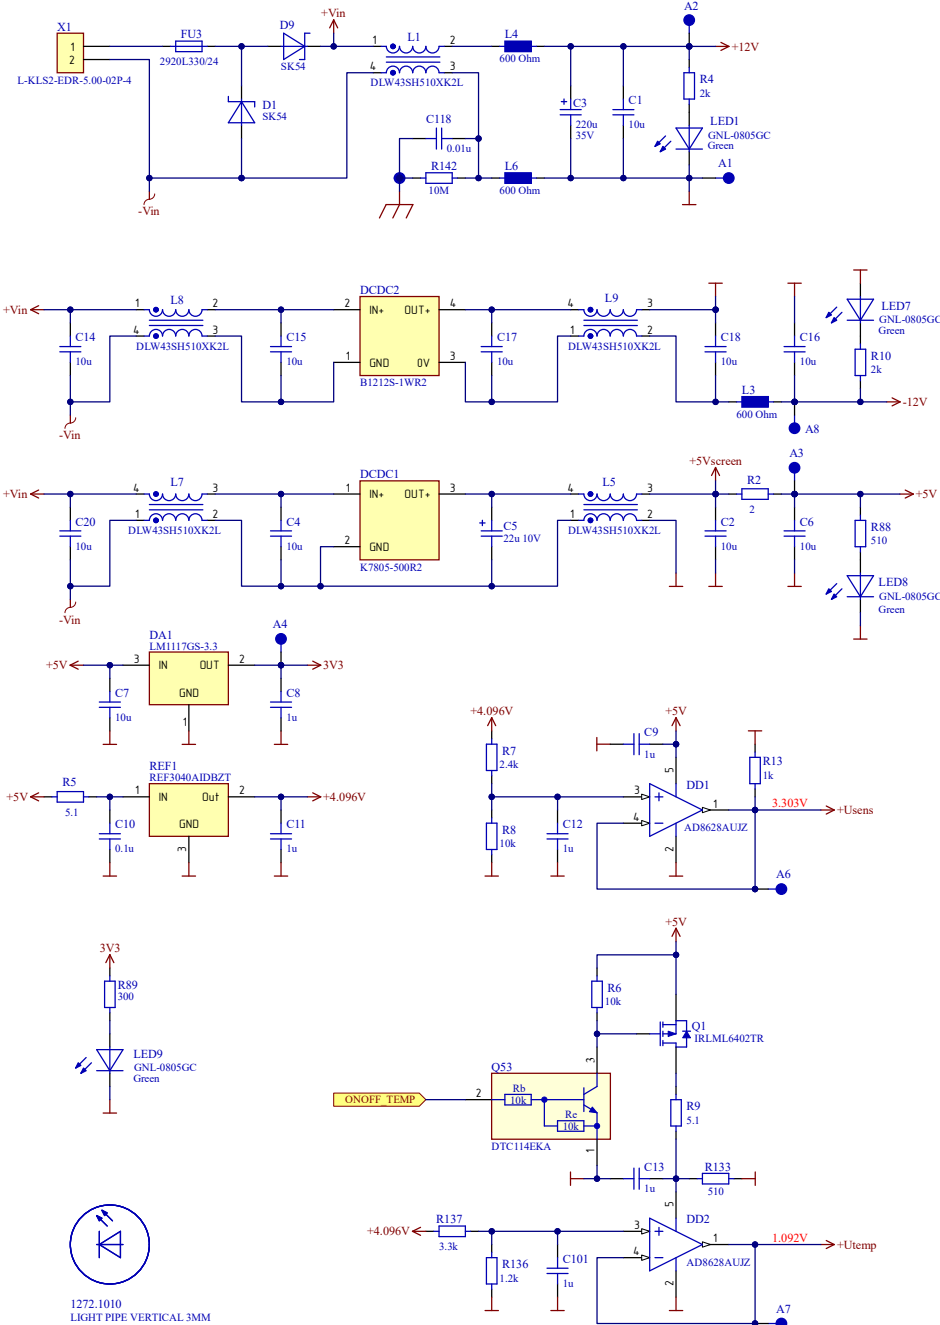 X1
1
2
L-KLS2-EDR-5.00-02P-4
FU3
2920L330/24
D9
SK54
D1
SK54
+Vin
-Vin
1
L1
2
4
3
DLW43SH510XK2L
C118
0.01u
R142
10M
L4
600 Ohm
L6
600 Ohm
+
C3
220u
35V
C1
10u
A2
+12V
R4
2k
LED1
GNL-0805GC
Green
A1
+Vin
C14
10u
-Vin
1
L8
2
4
3
DLW43SH510XK2L
C15
10u
DCDC2
2
IN+
OUT+
4
1
GND
0V
3
B1212S-1WR2
C17
10u
4
L9
3
1
2
DLW43SH510XK2L
C18
10u
C16
10u
L3
600 Ohm
A8
LED7
GNL-0805GC
Green
R10
2k
-12V
+Vin
C20
10u
-Vin
4
L7
3
1
2
DLW43SH510XK2L
C4
10u
DCDC1
1
IN+
OUT+
3
2
GND
K7805-500R2
+
C5
22u 10V
4
L5
3
1
2
DLW43SH510XK2L
+5Vscreen
R2
2
C2
10u
A3
C6
10u
+5V
R88
510
LED8
GNL-0805GC
Green
DA1
LM1117GS-3.3
+5V
3
IN
OUT
2
GND
1
A4
3V3
C7
10u
C8
1u
REF1
REF3040AIDBZT
+5V
R5
5.1
1
IN
Out
2
GND
3
+4.096V
C10
0.1u
C11
1u
+4.096V
R7
2.4k
R8
10k
C12
1u
C9
1u
+5V
5
DD1
3
+
4
−
1
2
AD8628AUJZ
R13
1k
3.303V
+Usens
A6
3V3
R89
300
LED9
GNL-0805GC
Green
+5V
R6
10k
Q1
IRLML6402TR
Q53
3
ONOFF_TEMP
2
Rb
10k
Re
10k
1
DTC114EKA
R9
5.1
C13
1u
R133
510
+4.096V
R137
3.3k
R136
1.2k
C101
1u
5
DD2
3
+
4
−
1
2
AD8628AUJZ
1.092V
+Utemp
A7
1272.1010
LIGHT PIPE VERTICAL 3MM